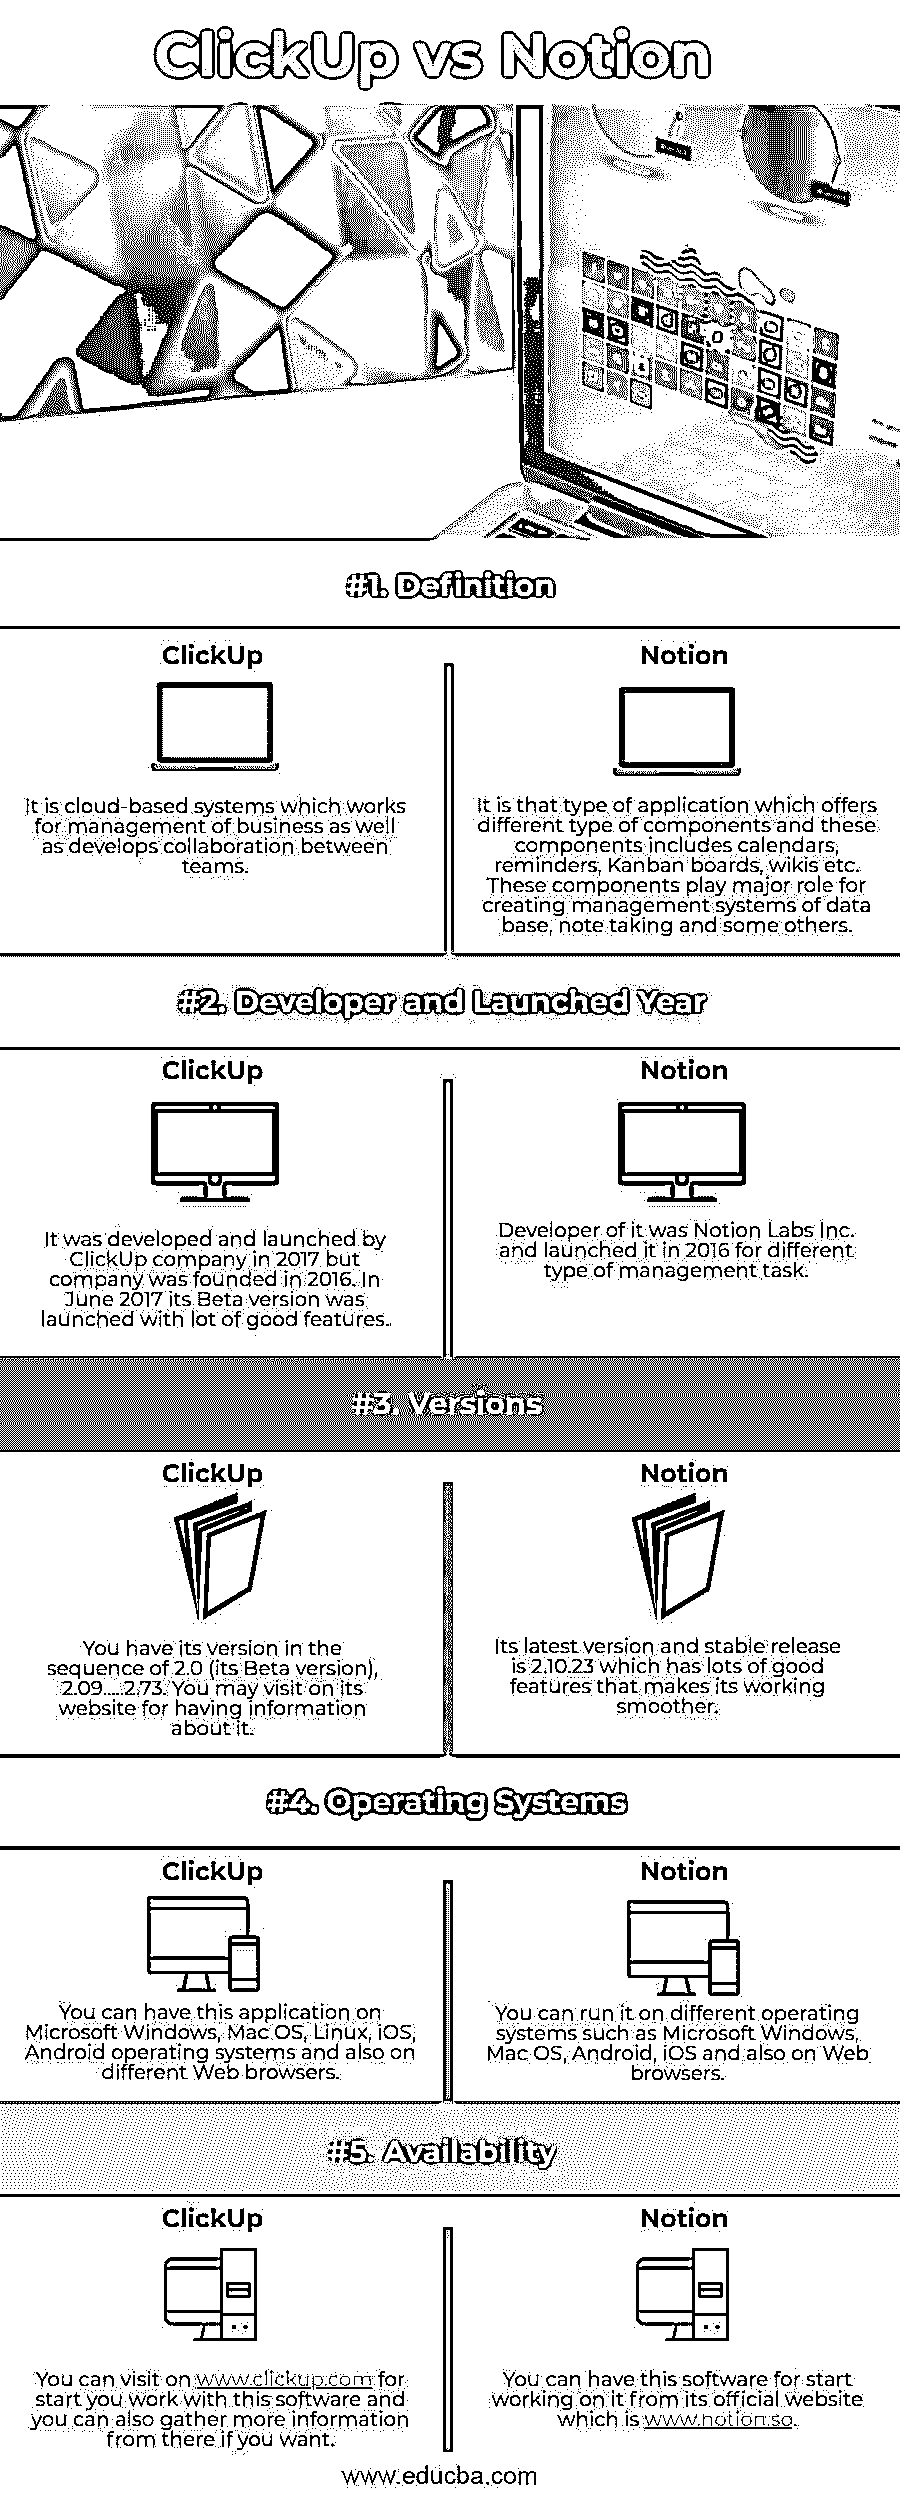 ClickUp vs Notion
#1. Definition
ClickUp
It is cloud-based systems which works
for management of business as well
as develops collaboration between
teams.
Notion
It is that type of application which offers
different type of components and these
components includes calendars,
reminders, Kanban boards, wikis etc.
These components play major role for
creating management systems of data
base, note taking and some others.
#2. Developer and Launched Year
ClickUp
It was developed and launched by
ClickUp company in 2017 but
company was founded in 2016. In
June 2017 its Beta version was
launched with lot of good features.
Notion
Developer of it was Notion Labs Inc.
and launched it in 2016 for different
type of management task.
#3. Versions
ClickUp
You have its version in the
sequence of 2.0 (its Beta version),
2.09....2.73. You may visit on its
website for having information
about it.
Notion
Its latest version and stable release
is 2.10.23 which has lots of good
features that makes its working
smoother.
#4. Operating Systems
ClickUp
You can have this application on
Microsoft Windows, Mac OS, Linux, iOS,
Android operating systems and also on
different Web browsers.
Notion
You can run it on different operating
systems such as Microsoft Windows,
Mac OS, Android, iOS and also on Web
browsers.
#5. Availability
ClickUp
You can visit on www.clickup.com for
start you work with this software and
you can also gather more information
from there if you want.
Notion
You can have this software for start
working on it from its official website
which is www.notion.so.
www.educba.com